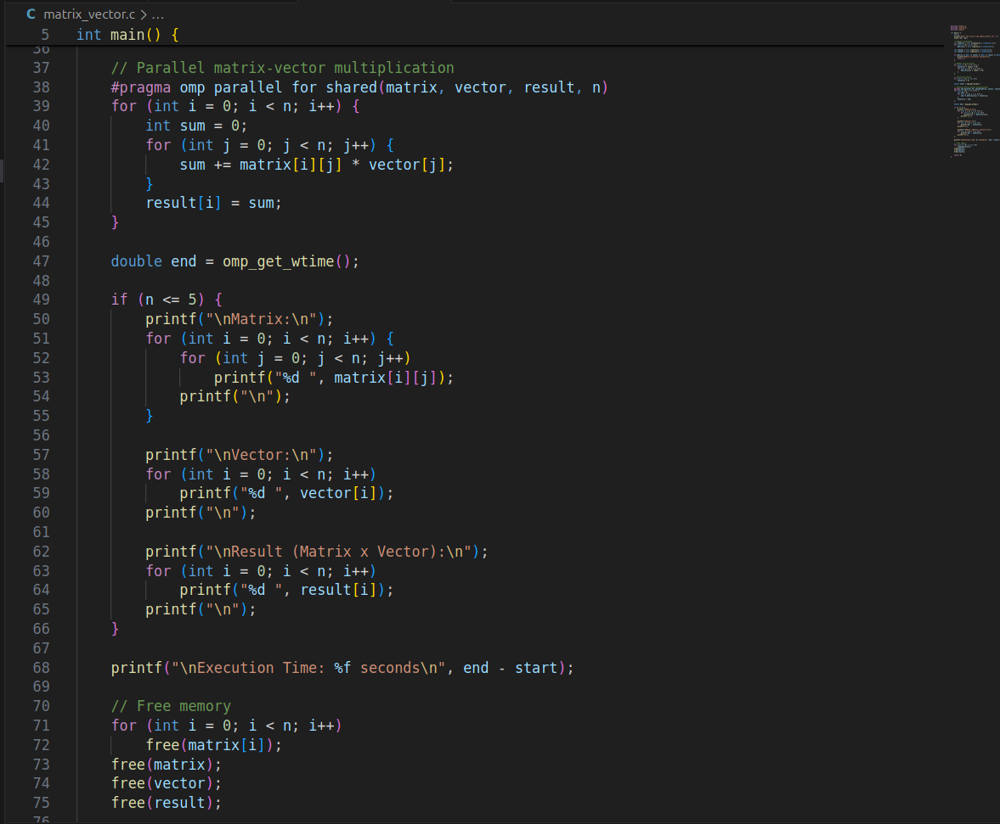 C matrix_vector.c > ...
5 int main() {
36
37 // Parallel matrix-vector multiplication
38 #pragma omp parallel for shared(matrix, vector, result, n)
39 for (int i = 0; i < n; i++) {
40 int sum = 0;
41 for (int j = 0; j < n; j++) {
42 sum += matrix[i][j] * vector[j];
43 }
44 result[i] = sum;
45 }
46
47 double end = omp_get_wtime();
48
49 if (n <= 5) {
50 printf("\nMatrix:\n");
51 for (int i = 0; i < n; i++) {
52 for (int j = 0; j < n; j++)
53 printf("%d ", matrix[i][j]);
54 printf("\n");
55 }
56
57 printf("\nVector:\n");
58 for (int i = 0; i < n; i++)
59 printf("%d ", vector[i]);
60 printf("\n");
61
62 printf("\nResult (Matrix x Vector):\n");
63 for (int i = 0; i < n; i++)
64 printf("%d ", result[i]);
65 printf("\n");
66 }
67
68 printf("\nExecution Time: %f seconds\n", end - start);
69
70 // Free memory
71 for (int i = 0; i < n; i++)
72 free(matrix[i]);
73 free(matrix);
74 free(vector);
75 free(result);
76